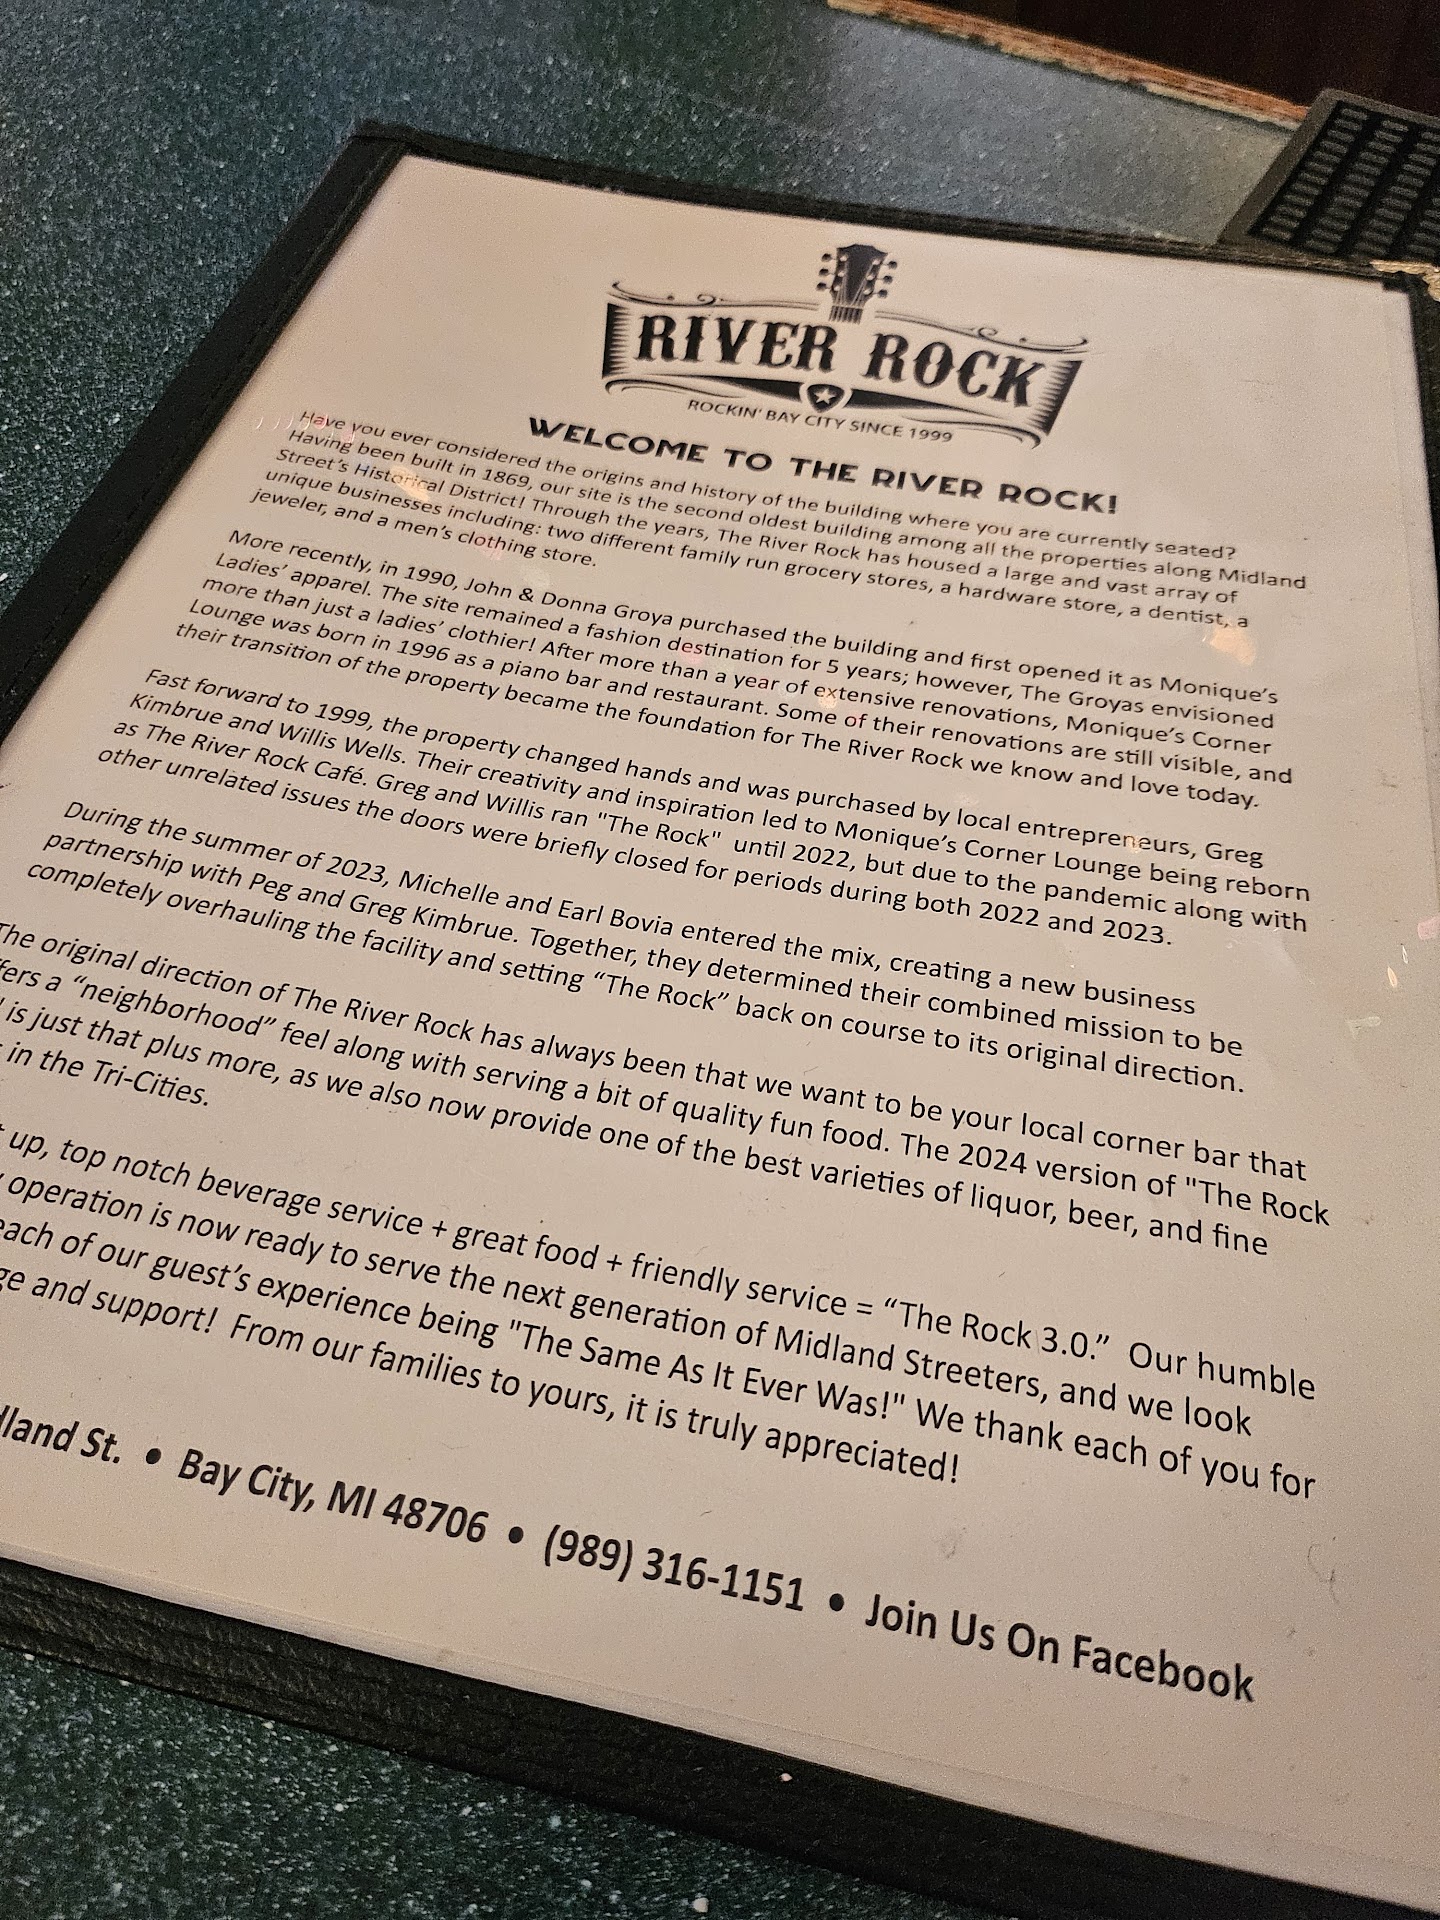 RIVER ROCK
ROCKIN' BAY CITY SINCE 1999
WELCOME TO THE RIVER ROCK!
Have you ever considered the origins and history of the building where you are currently seated?
Having been built in 1869, our site is the second oldest building among all the properties along Midland
Street's Historical District! Through the years, The River Rock has housed a large and vast array of
unique businesses including: two different family run grocery stores, a hardware store, a dentist, a
jeweler, and a men's clothing store.
More recently, in 1990, John & Donna Groya purchased the building and first opened it as Monique's
Ladies' apparel. The site remained a fashion destination for 5 years; however, The Groyas envisioned
more than just a ladies' clothier! After more than a year of extensive renovations, Monique's Corner
Lounge was born in 1996 as a piano bar and restaurant. Some of their renovations are still visible, and
their transition of the property became the foundation for The River Rock we know and love today.
Fast forward to 1999, the property changed hands and was purchased by local entrepreneurs, Greg
Kimbrue and Willis Wells. Their creativity and inspiration led to Monique's Corner Lounge being reborn
as The River Rock Café. Greg and Willis ran "The Rock" until 2022, but due to the pandemic along with
other unrelated issues the doors were briefly closed for periods during both 2022 and 2023.
During the summer of 2023, Michelle and Earl Bovia entered the mix, creating a new business
partnership with Peg and Greg Kimbrue. Together, they determined their combined mission to be
completely overhauling the facility and setting “The Rock” back on course to its original direction.
The original direction of The River Rock has always been that we want to be your local corner bar that
ffers a “neighborhood” feel along with serving a bit of quality fun food. The 2024 version of "The Rock
is just that plus more, as we also now provide one of the best varieties of liquor, beer, and fine
in the Tri-Cities.
up, top notch beverage service + great food + friendly service = “The Rock 3.0.” Our humble
operation is now ready to serve the next generation of Midland Streeters, and we look
each of our guest's experience being "The Same As It Ever Was!" We thank each of you for
ge and support! From our families to yours, it is truly appreciated!
dland St. • Bay City, MI 48706 • (989) 316-1151 • Join Us On Facebook